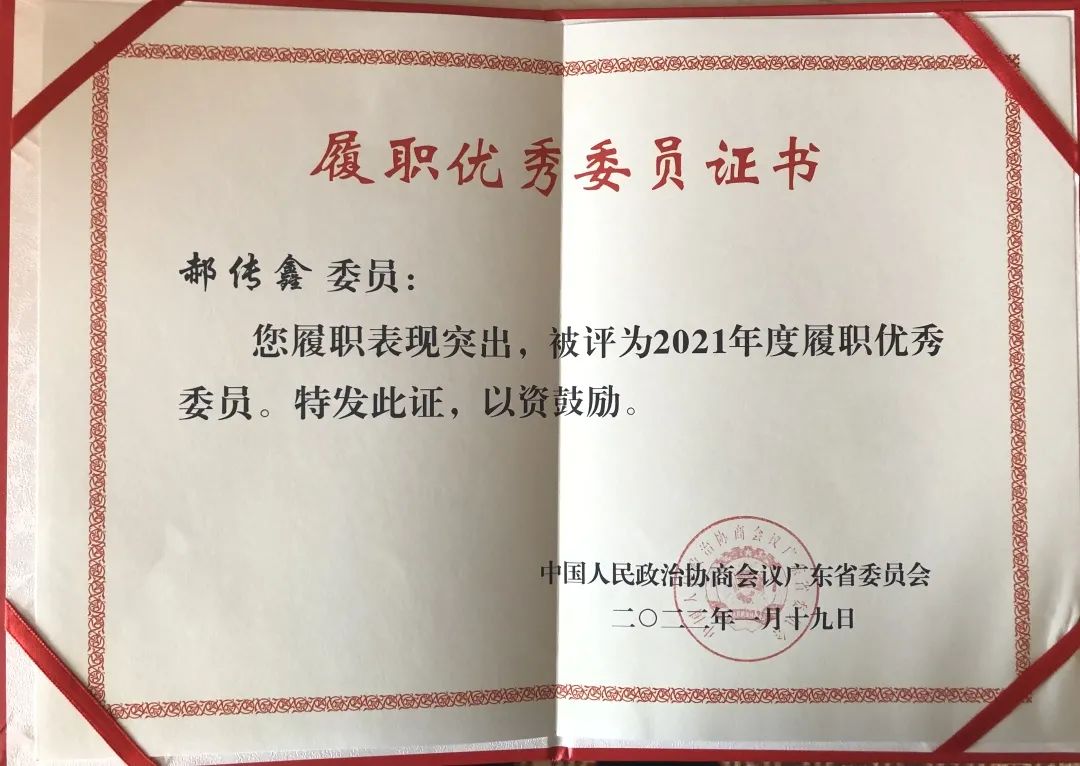 履职优秀委员证书
郝传鑫 委员：
您履职表现突出，被评为2021年度履职优秀
委员。特发此证，以资鼓励。
中国人民政治协商会议广东省委员会
二〇二二年一月十九日